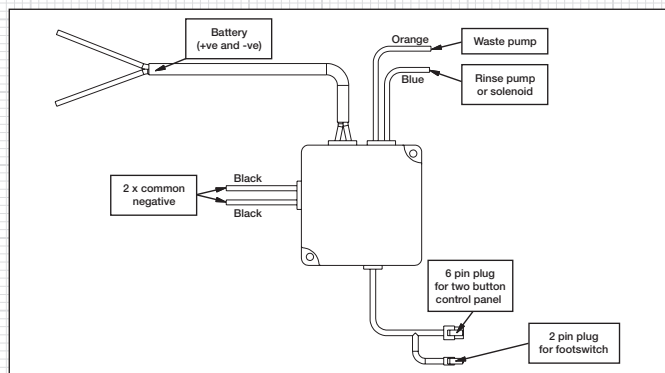 Battery
(+ve and -ve)
Orange
Waste pump
Blue
Rinse pump
or solenoid
Black
2 x common
negative
Black
6 pin plug
for two button
control panel
2 pin plug
for footswitch